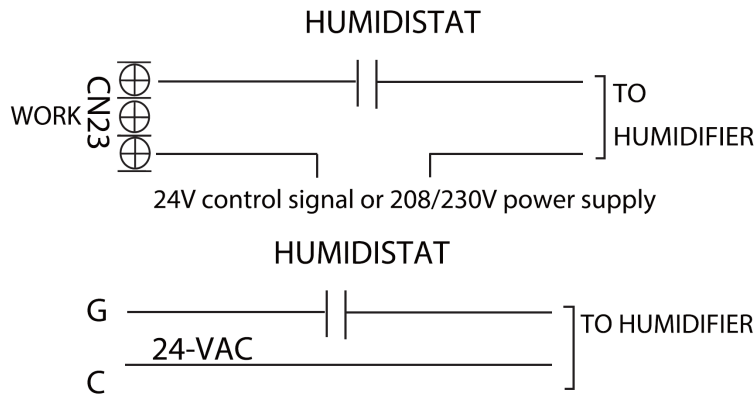 HUMIDISTAT
WORK
CN23
TO
HUMIDIFIER
24V control signal or 208/230V power supply
HUMIDISTAT
G
24-VAC
C
TO HUMIDIFIER